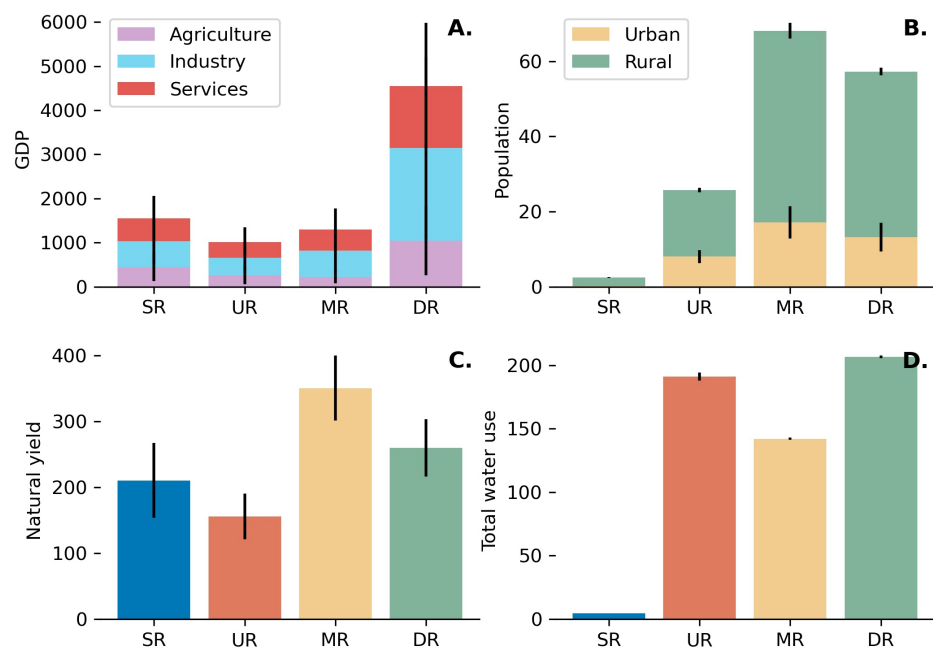 A.
GDP
6000
5000
4000
3000
2000
1000
0
Agriculture
Industry
Services
SR UR MR DR
B.
Population
60
40
20
0
Urban
Rural
SR UR MR DR
C.
Natural yield
400
300
200
100
0
SR UR MR DR
D.
Total water use
200
150
100
50
0
SR UR MR DR